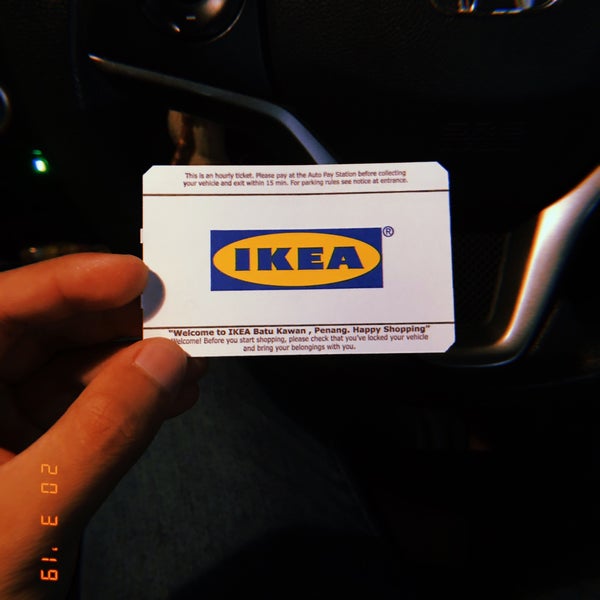 This is an hourly ticket. Please pay at the Auto Pay Station before collecting
your vehicle and exit within 15 min. For parking rules see notice at entrance.
IKEA®
"Welcome to IKEA Batu Kawan , Penang. Happy Shopping"
Welcome! Before you start shopping, please check that you've locked your vehicle
and bring your belongings with you.
20 3 '19